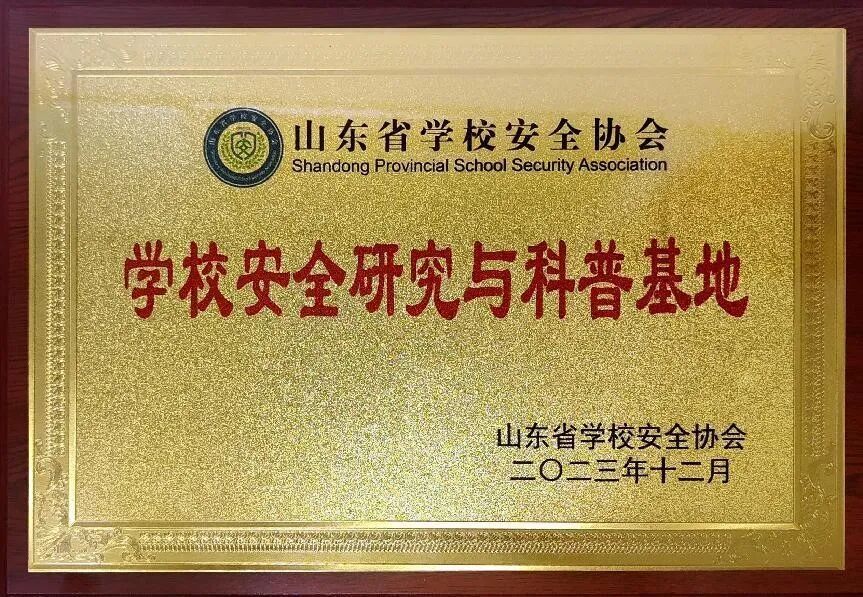 山东省学校安全协会
Shandong Provincial School Security Association
学校安全研究与科普基地
山东省学校安全协会
二〇二三年十二月